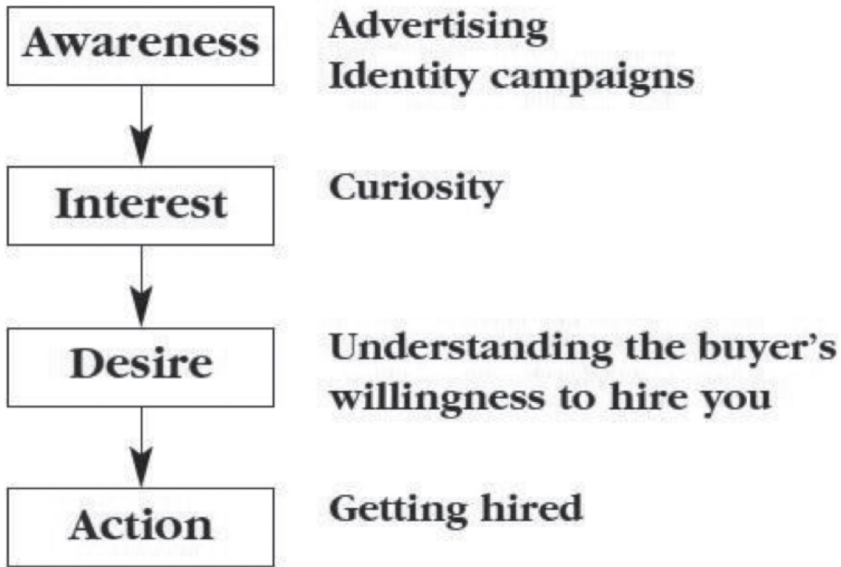 Awareness
Advertising
Identity campaigns
Interest
Curiosity
Desire
Understanding the buyer's
willingness to hire you
Action
Getting hired